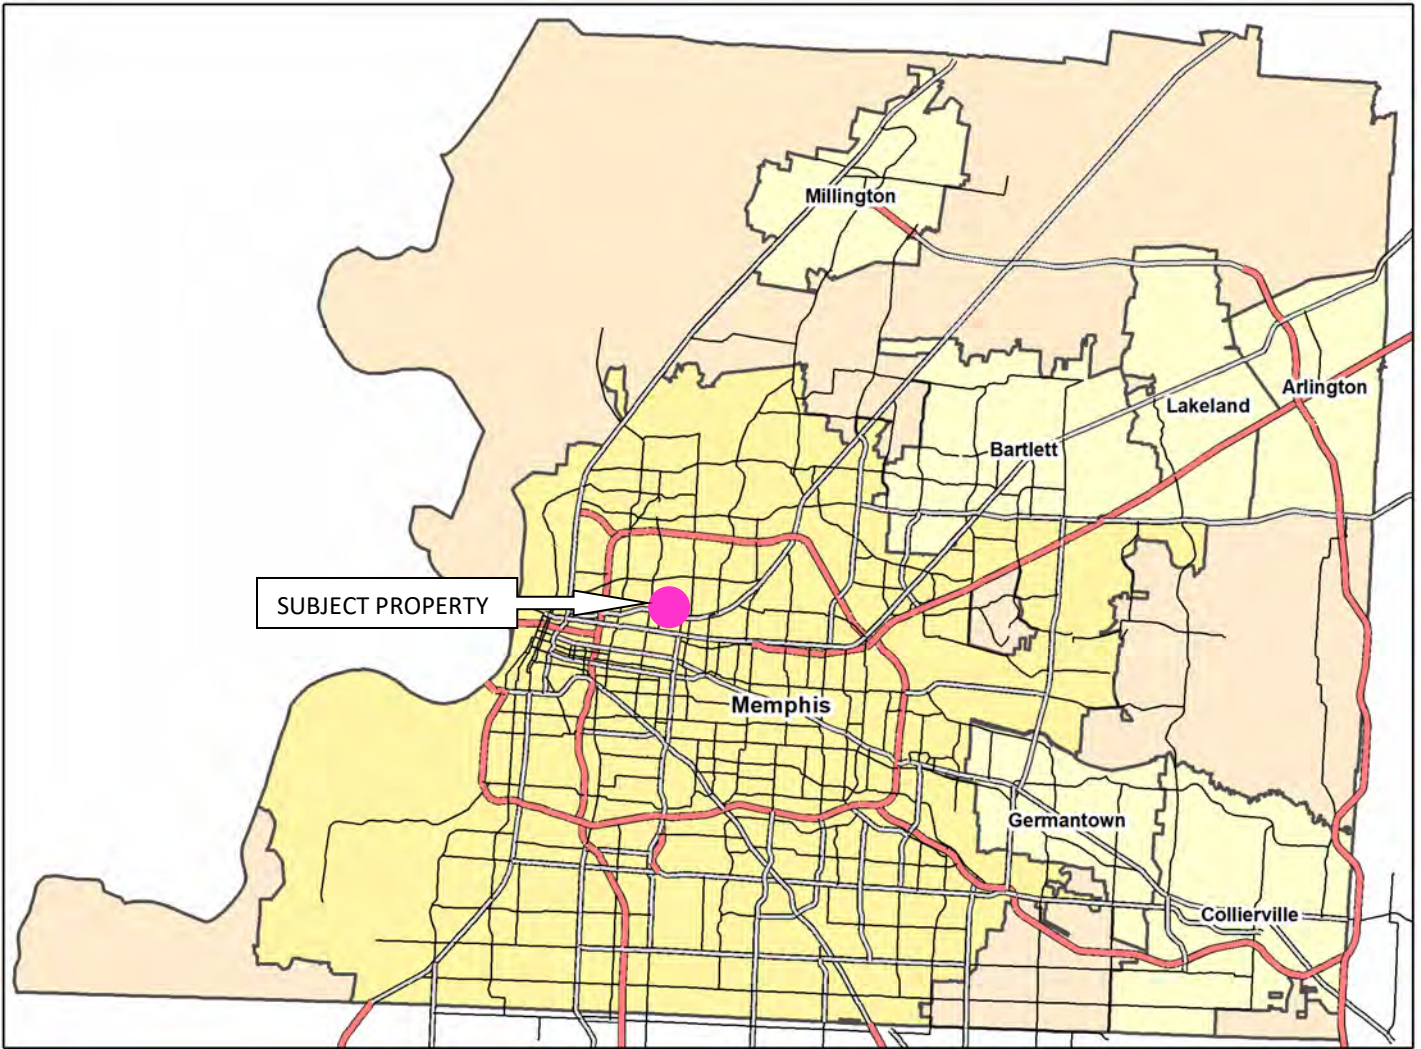 Millington
Arlington
Lakeland
Bartlett
SUBJECT PROPERTY
Memphis
Germantown
Collierville